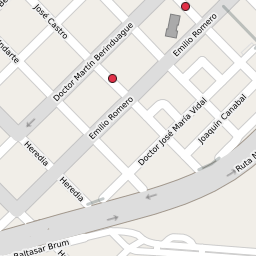 José Castro
Emilio Romero
Doctor Martín Berinduague
Emilio Romero
Doctor José María Vidal
Joaquín Canabal
Heredia
Heredia
Ruta N
Baltasar Brum